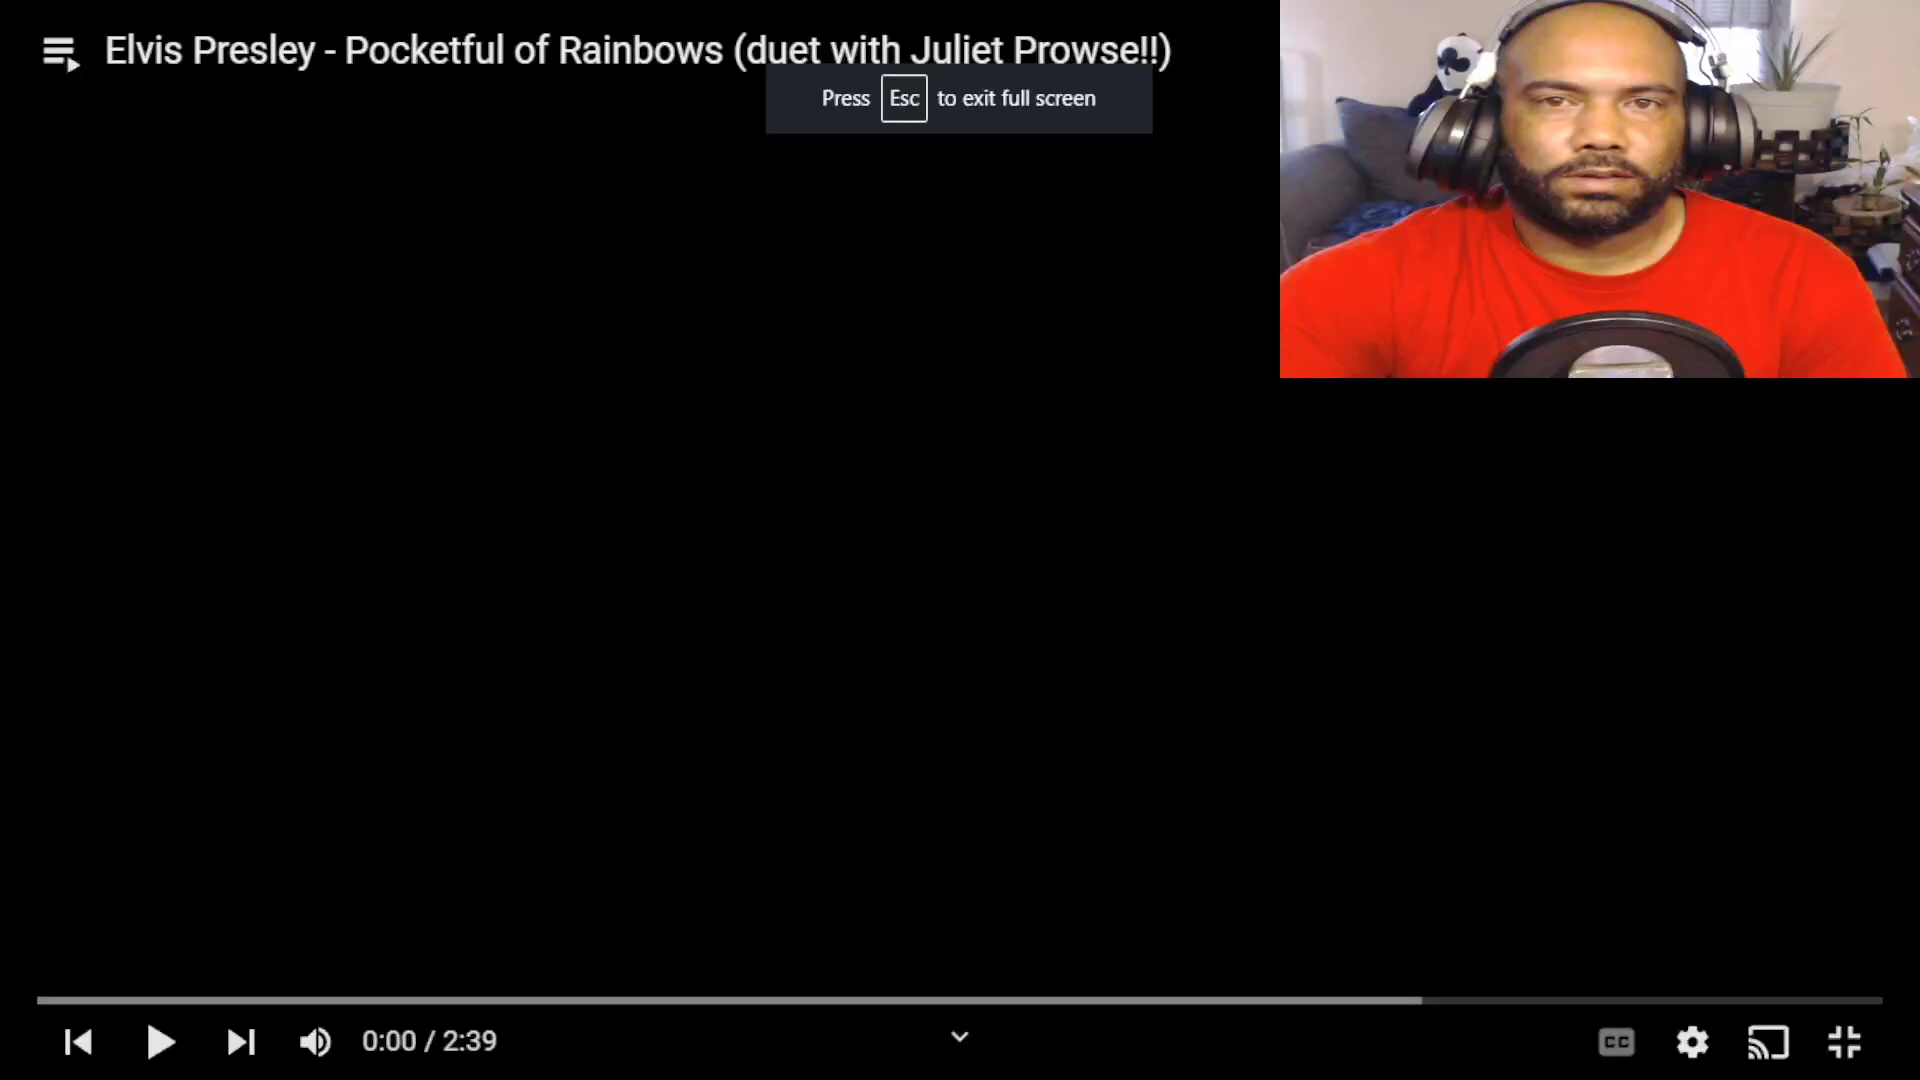 Elvis Presley - Pocketful of Rainbows (duet with Juliet Prowse!!)
Press Esc to exit full screen
0:00 / 2:39
CC